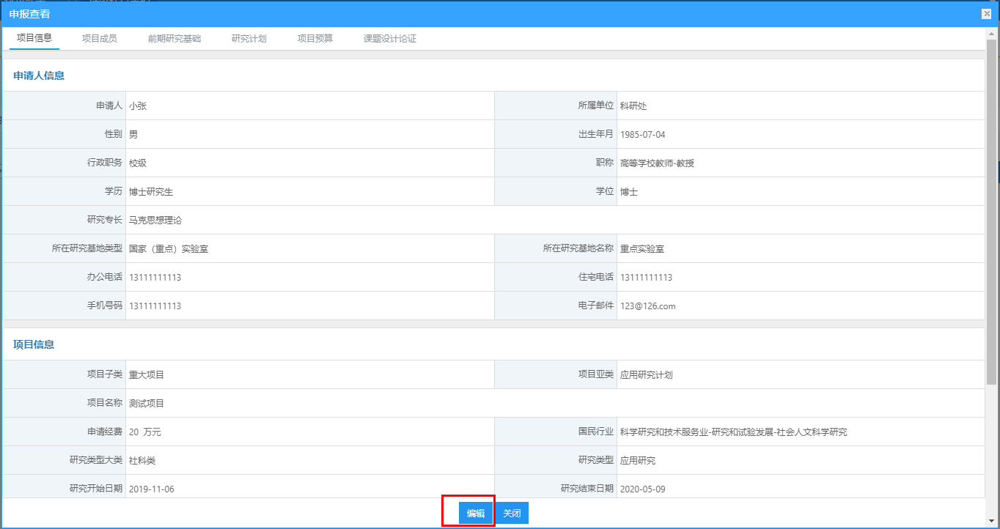 申报查看
项目信息 项目成员 前期研究基础 研究计划 项目预算 课题设计论证
申请人信息
申请人 小张 所属单位 科研处
性别 男 出生年月 1985-07-04
行政职务 校级 职称 高等学校教师-教授
学历 博士研究生 学位 博士
研究专长 马克思想理论
所在研究基地类型 国家（重点）实验室 所在研究基地名称 重点实验室
办公电话 13111111113 住宅电话 13111111113
手机号码 13111111113 电子邮件 123@126.com
项目信息
项目子类 重大项目 项目亚类 应用研究计划
项目名称 测试项目
申请经费 20 万元 国民行业 科学研究和技术服务业-研究和试验发展-社会人文科学研究
研究类型大类 社科类 研究类型 应用研究
研究开始日期 2019-11-06 研究结束日期 2020-05-09
编辑 关闭